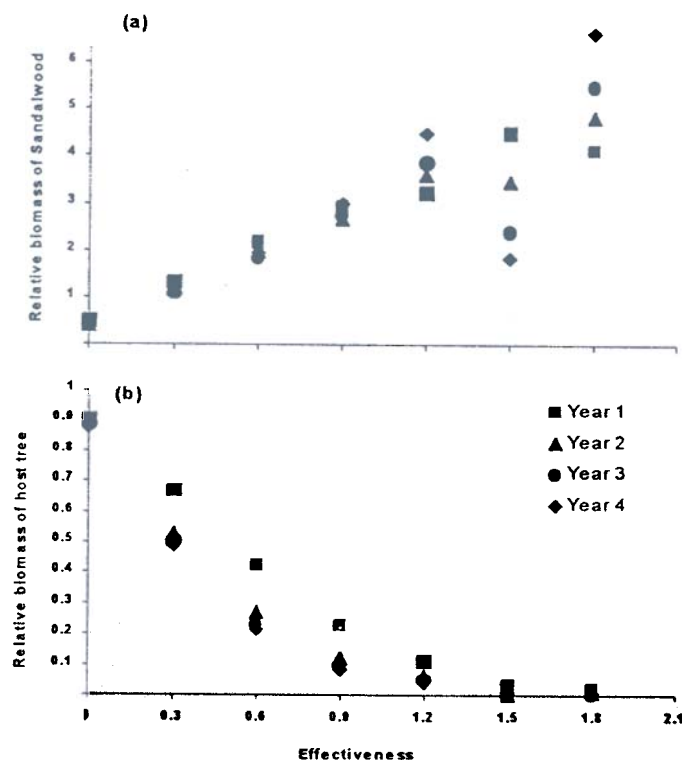 (a)
Relative biomass of Sandalwood
6
5
4
3
2
1
(b)
Relative biomass of host tree
1
0.9
0.8
0.7
0.6
0.5
0.4
0.3
0.2
0.1
Year 1
Year 2
Year 3
Year 4
0.3 0.6 0.9 1.2 1.5 1.8 2.1
Effectiveness